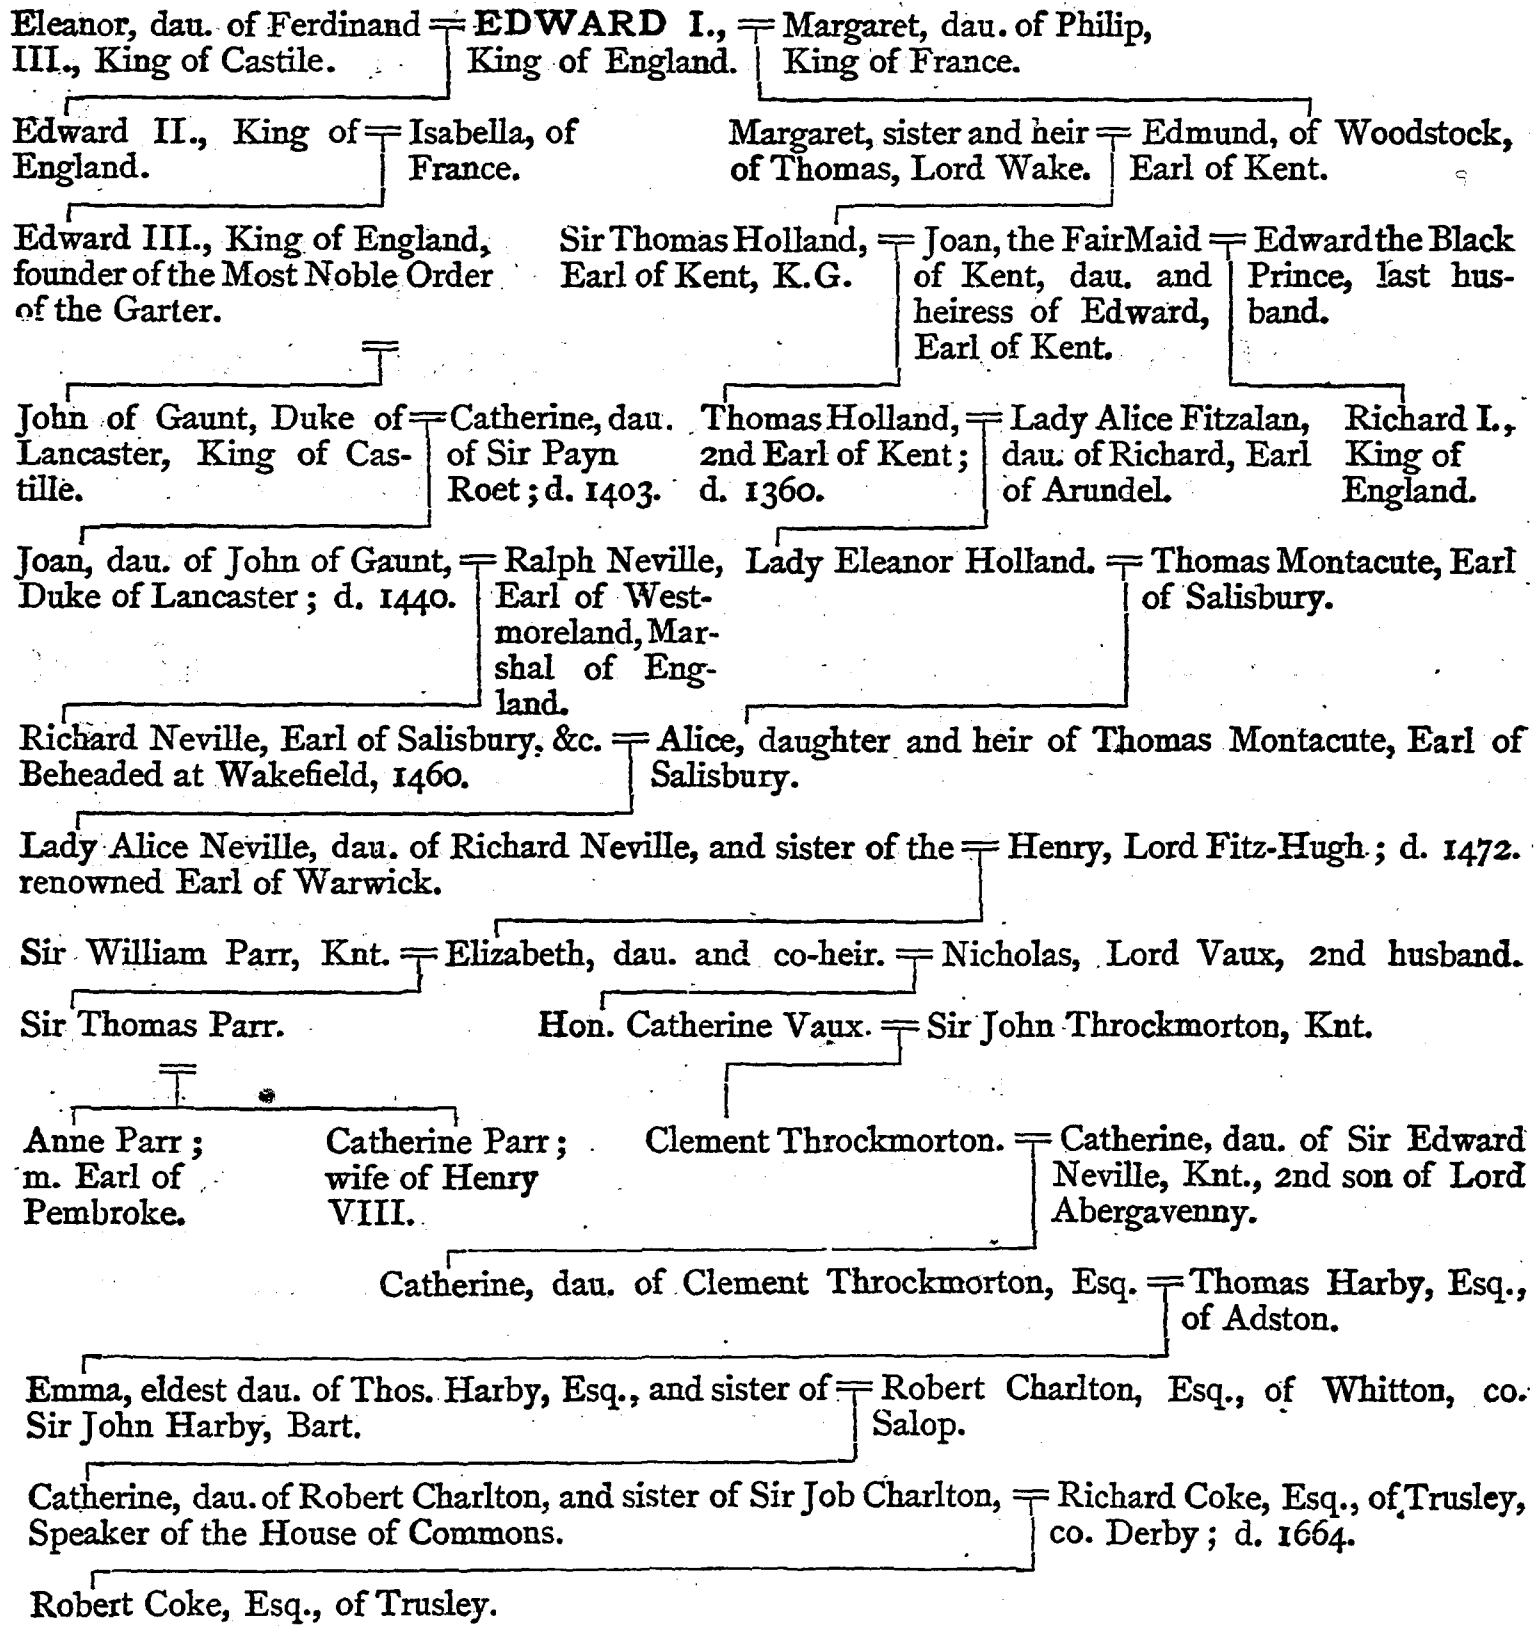 Eleanor, dau. of Ferdinand III., King of Castile.
EDWARD I., King of England.
Margaret, dau. of Philip, King of France.
Edward II., King of England.
Isabella, of France.
Margaret, sister and heir of Thomas, Lord Wake.
Edmund, of Woodstock, Earl of Kent.
Edward III., King of England, founder of the Most Noble Order of the Garter.
Sir Thomas Holland, Earl of Kent, K.G.
Joan, the Fair Maid of Kent, dau. and heiress of Edward, Earl of Kent.
Edward the Black Prince, last husband.
John of Gaunt, Duke of Lancaster, King of Castille.
Catherine, dau. of Sir Payn Roet; d. 1403.
Thomas Holland, 2nd Earl of Kent; d. 1360.
Lady Alice Fitzalan, dau. of Richard, Earl of Arundel.
Richard I., King of England.
Joan, dau. of John of Gaunt, Duke of Lancaster; d. 1440.
Ralph Neville, Earl of Westmoreland, Marshal of England.
Lady Eleanor Holland.
Thomas Montacute, Earl of Salisbury.
Richard Neville, Earl of Salisbury, &c. Beheaded at Wakefield, 1460.
Alice, daughter and heir of Thomas Montacute, Earl of Salisbury.
Lady Alice Neville, dau. of Richard Neville, and sister of the renowned Earl of Warwick.
Henry, Lord Fitz-Hugh; d. 1472.
Sir William Parr, Knt.
Elizabeth, dau. and co-heir.
Nicholas, Lord Vaux, 2nd husband.
Sir Thomas Parr.
Hon. Catherine Vaux.
Sir John Throckmorton, Knt.
Anne Parr; m. Earl of Pembroke.
Catherine Parr; wife of Henry VIII.
Clement Throckmorton.
Catherine, dau. of Sir Edward Neville, Knt., 2nd son of Lord Abergavenny.
Catherine, dau. of Clement Throckmorton, Esq.
Thomas Harby, Esq., of Adston.
Emma, eldest dau. of Thos. Harby, Esq., and sister of Sir John Harby, Bart.
Robert Charlton, Esq., of Whitton, co. Salop.
Catherine, dau. of Robert Charlton, and sister of Sir Job Charlton, Speaker of the House of Commons.
Richard Coke, Esq., of Trusley, co. Derby; d. 1664.
Robert Coke, Esq., of Trusley.